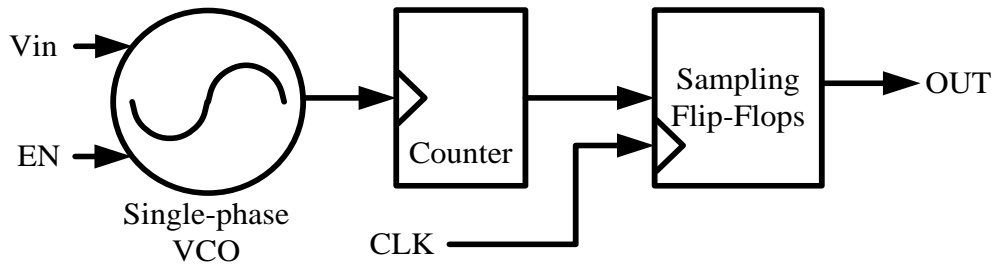 Vin
EN
Single-phase
VCO
Counter
CLK
Sampling
Flip-Flops
OUT